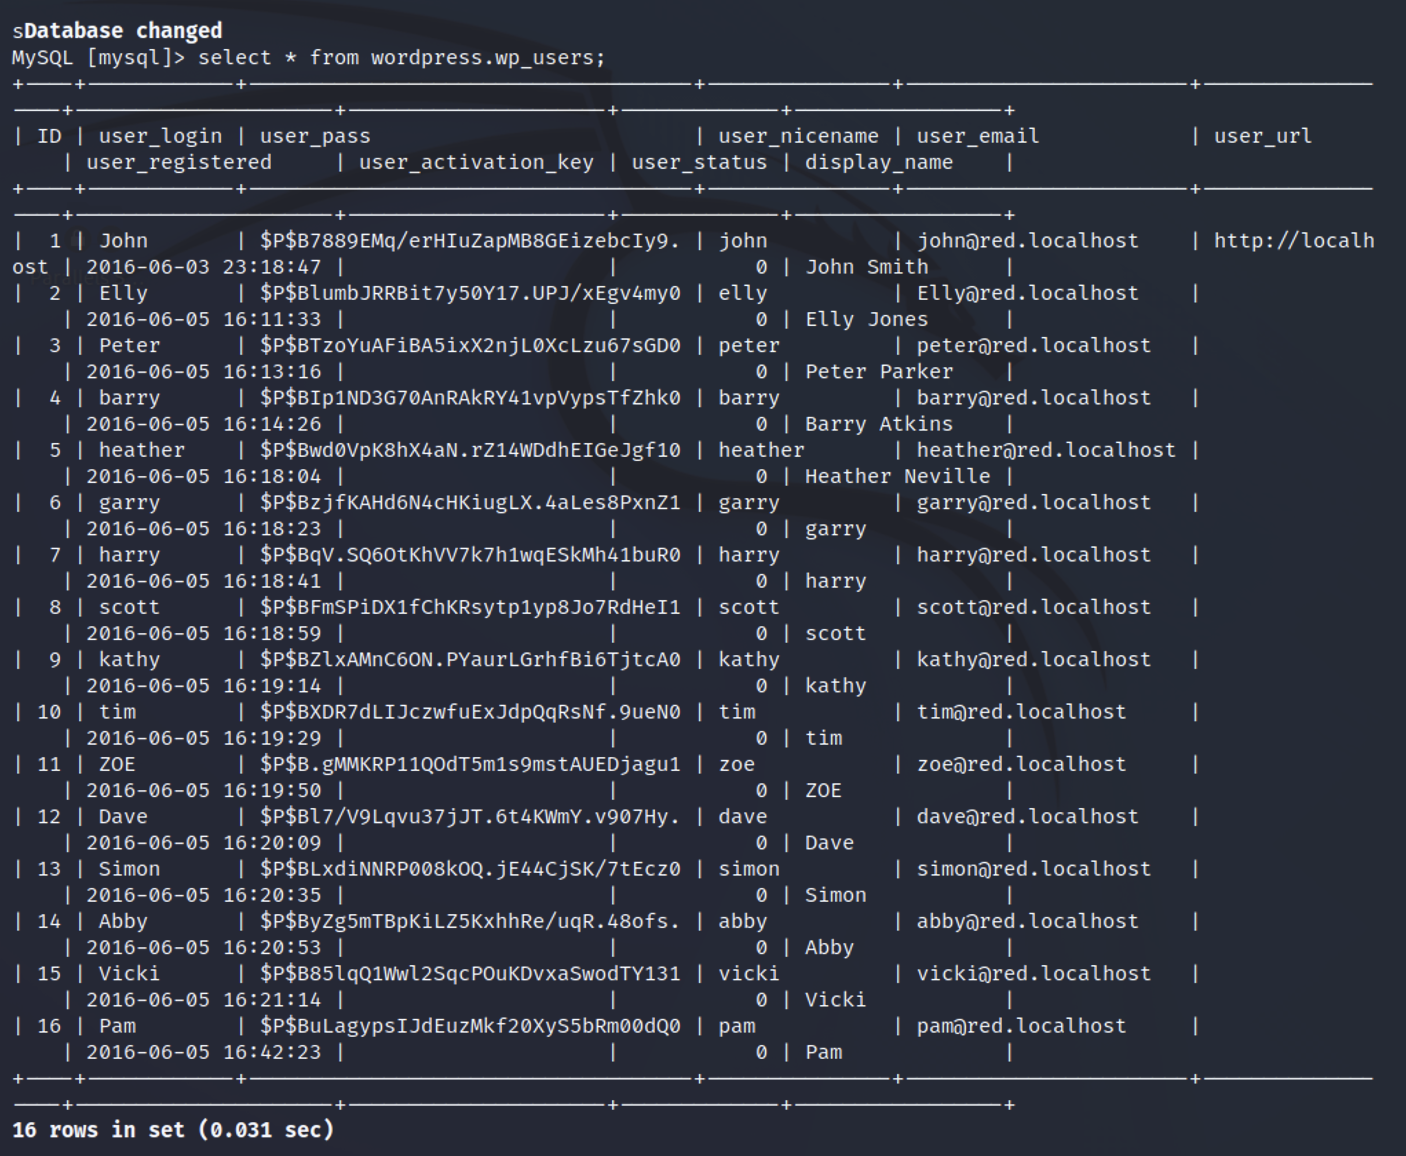 sDatabase changed
MySQL [mysql]> select * from wordpress.wp_users;
+----+------------+----------------------------------+---------------+--------------------+-------------
----+---------------------+---------------------+-------------+-----------------+
| ID | user_login | user_pass | user_nicename | user_email | user_url
| user_registered | user_activation_key | user_status | display_name |
+----+------------+----------------------------------+---------------+--------------------+-------------
----+---------------------+---------------------+-------------+-----------------+
| 1 | John | $P$B7889EMq/erHIuZapMB8GEizebcIy9. | john | john@red.localhost | http://localh
ost | 2016-06-03 23:18:47 | | 0 | John Smith |
| 2 | Elly | $P$BlumbJRRBit7y50Y17.UPJ/xEgv4my0 | elly | Elly@red.localhost |
| 2016-06-05 16:11:33 | | 0 | Elly Jones |
| 3 | Peter | $P$BTzoYuAFiBA5ixX2njL0XcLzu67sGD0 | peter | peter@red.localhost |
| 2016-06-05 16:13:16 | | 0 | Peter Parker |
| 4 | barry | $P$BIp1ND3G70AnRAkRY41vpVypsTfZhk0 | barry | barry@red.localhost |
| 2016-06-05 16:14:26 | | 0 | Barry Atkins |
| 5 | heather | $P$Bwd0VpK8hX4aN.rZ14WDdhEIGeJgf10 | heather | heather@red.localhost |
| 2016-06-05 16:18:04 | | 0 | Heather Neville |
| 6 | garry | $P$BzjfKAHd6N4cHKiugLX.4aLes8PxnZ1 | garry | garry@red.localhost |
| 2016-06-05 16:18:23 | | 0 | garry |
| 7 | harry | $P$BqV.SQ6OtKhVV7k7h1wqESkMh41buR0 | harry | harry@red.localhost |
| 2016-06-05 16:18:41 | | 0 | harry |
| 8 | scott | $P$BFmSPiDX1fChKRsytp1yp8Jo7RdHeI1 | scott | scott@red.localhost |
| 2016-06-05 16:18:59 | | 0 | scott |
| 9 | kathy | $P$BZlxAMnC6ON.PYaurLGrhfBi6TjtcA0 | kathy | kathy@red.localhost |
| 2016-06-05 16:19:14 | | 0 | kathy |
| 10 | tim | $P$BXDR7dLIJczwfuExJdpQqRsNf.9ueN0 | tim | tim@red.localhost |
| 2016-06-05 16:19:29 | | 0 | tim |
| 11 | ZOE | $P$B.gMMKRP11QOdT5m1s9mstAUEDjagu1 | zoe | zoe@red.localhost |
| 2016-06-05 16:19:50 | | 0 | ZOE |
| 12 | Dave | $P$Bl7/V9Lqvu37jJT.6t4KWmY.v907Hy. | dave | dave@red.localhost |
| 2016-06-05 16:20:09 | | 0 | Dave |
| 13 | Simon | $P$BLxdiNNRP008kOQ.jE44CjSK/7tEcz0 | simon | simon@red.localhost |
| 2016-06-05 16:20:35 | | 0 | Simon |
| 14 | Abby | $P$ByZg5mTBpKiLZ5KxhhRe/uqR.48ofs. | abby | abby@red.localhost |
| 2016-06-05 16:20:53 | | 0 | Abby |
| 15 | Vicki | $P$B85lqQ1Wwl2SqcPOuKDvxaSwodTY131 | vicki | vicki@red.localhost |
| 2016-06-05 16:21:14 | | 0 | Vicki |
| 16 | Pam | $P$BuLagypsIJdEuzMkf20XyS5bRm00dQ0 | pam | pam@red.localhost |
| 2016-06-05 16:42:23 | | 0 | Pam |
+----+------------+----------------------------------+---------------+--------------------+-------------
----+---------------------+---------------------+-------------+-----------------+
16 rows in set (0.031 sec)